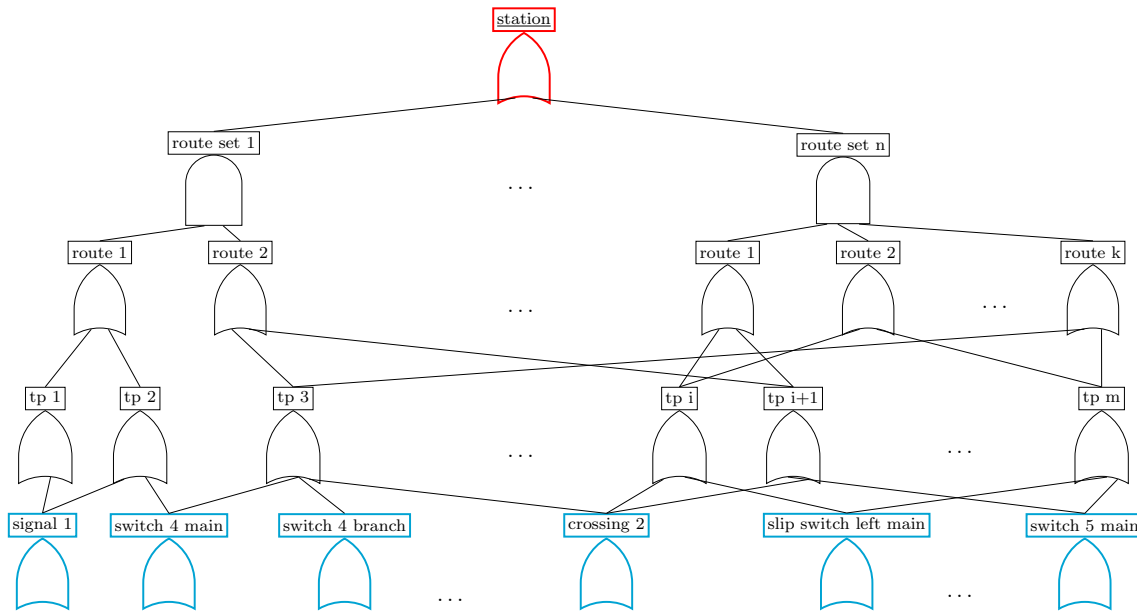 station
route set 1
route set n
...
route 1
route 2
route 1
route 2
route k
...
...
tp 1
tp 2
tp 3
tp i
tp i+1
tp m
...
...
signal 1
switch 4 main
switch 4 branch
crossing 2
slip switch left main
switch 5 main
...
...